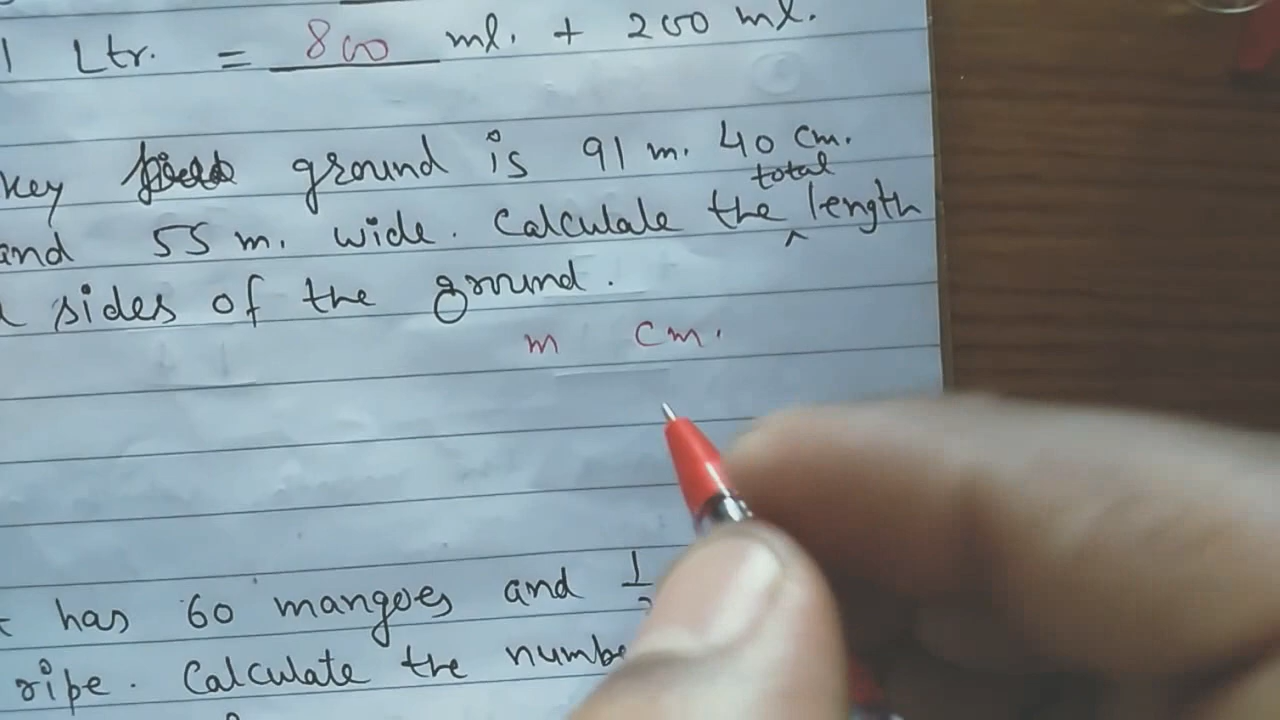 1 Ltr. = 800 ml. + 200 ml.
key ground is 91 m. 40 cm.
and 55 m. wide. Calculate the total length
sides of the ground.
m cm.
has 60 mangoes and
ripe. Calculate the